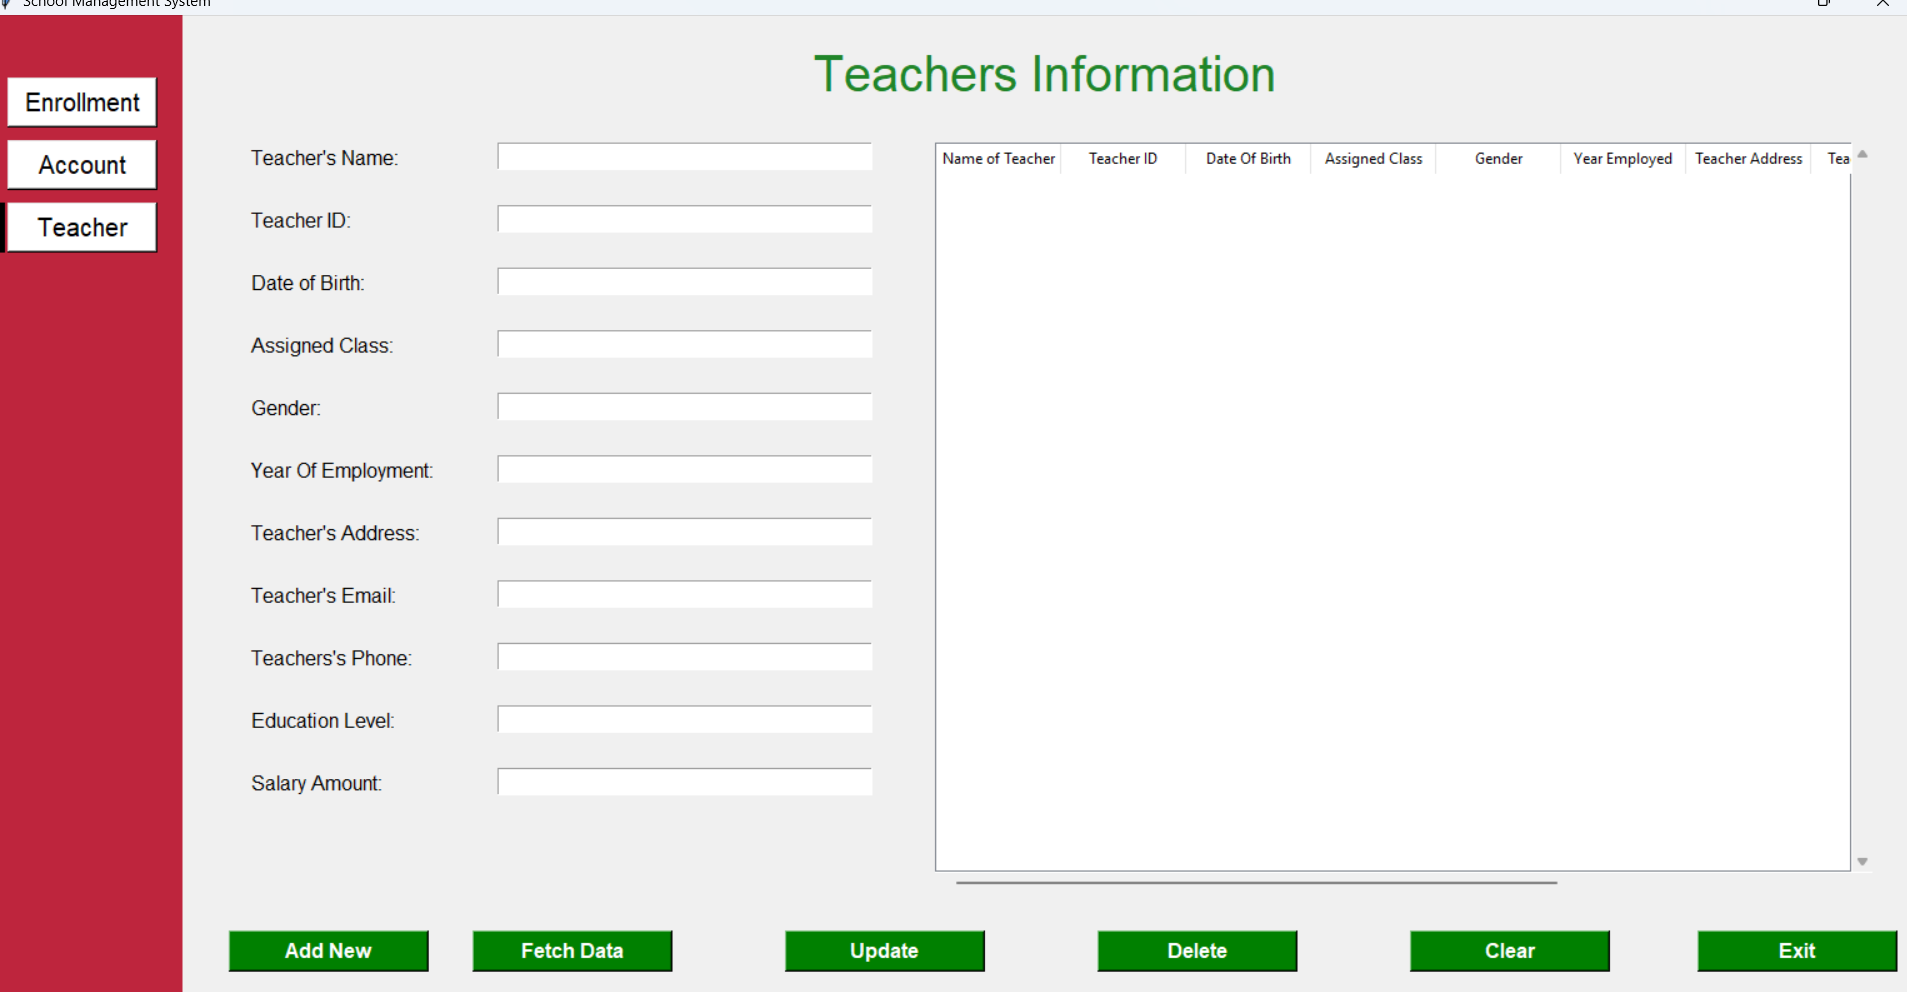 School Management System
Teachers Information
Enrollment
Account
Teacher
Teacher's Name:
Teacher ID:
Date of Birth:
Assigned Class:
Gender:
Year Of Employment:
Teacher's Address:
Teacher's Email:
Teachers's Phone:
Education Level:
Salary Amount:
Name of Teacher Teacher ID Date Of Birth Assigned Class Gender Year Employed Teacher Address Tea
Add New Fetch Data Update Delete Clear Exit